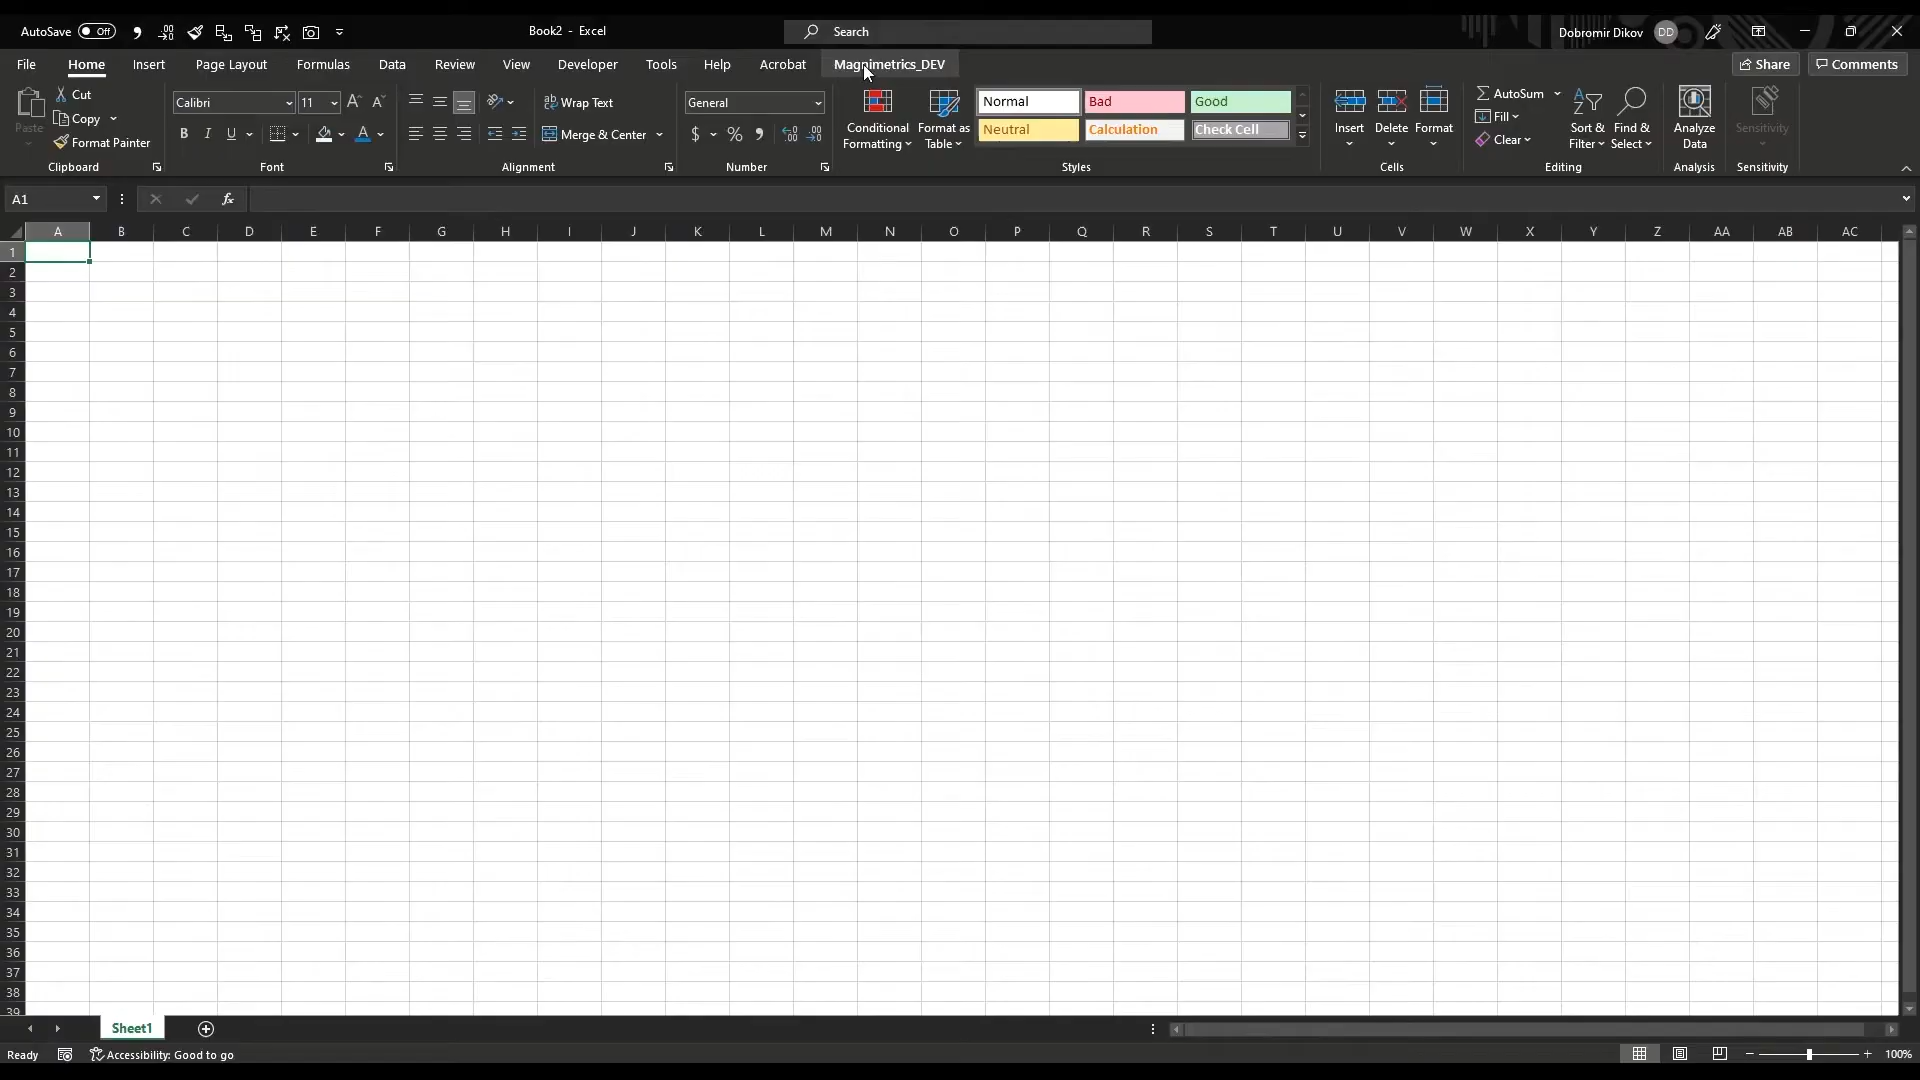 AutoSave Off Book2 - Excel Search Dobromir Dikov DD
File Home Insert Page Layout Formulas Data Review View Developer Tools Help Acrobat Magnimetrics_DEV Share Comments
Paste Cut Copy Format Painter Clipboard
Calibri 11 B I U A Font
ab Wrap Text Merge & Center Alignment
General $ % Number
Conditional Formatting Format as Table
Normal Bad Good
Neutral Calculation Check Cell
Styles
Insert Delete Format Cells
AutoSum Fill Clear Sort & Filter Find & Select Editing
Analyze Data Analysis
Sensitivity Sensitivity
A1 fx
A B C D E F G H I J K L M N O P Q R S T U V W X Y Z AA AB AC
1
2
3
4
5
6
7
8
9
10
11
12
13
14
15
16
17
18
19
20
21
22
23
24
25
26
27
28
29
30
31
32
33
34
35
36
37
38
39
Sheet1
Ready Accessibility: Good to go 100%